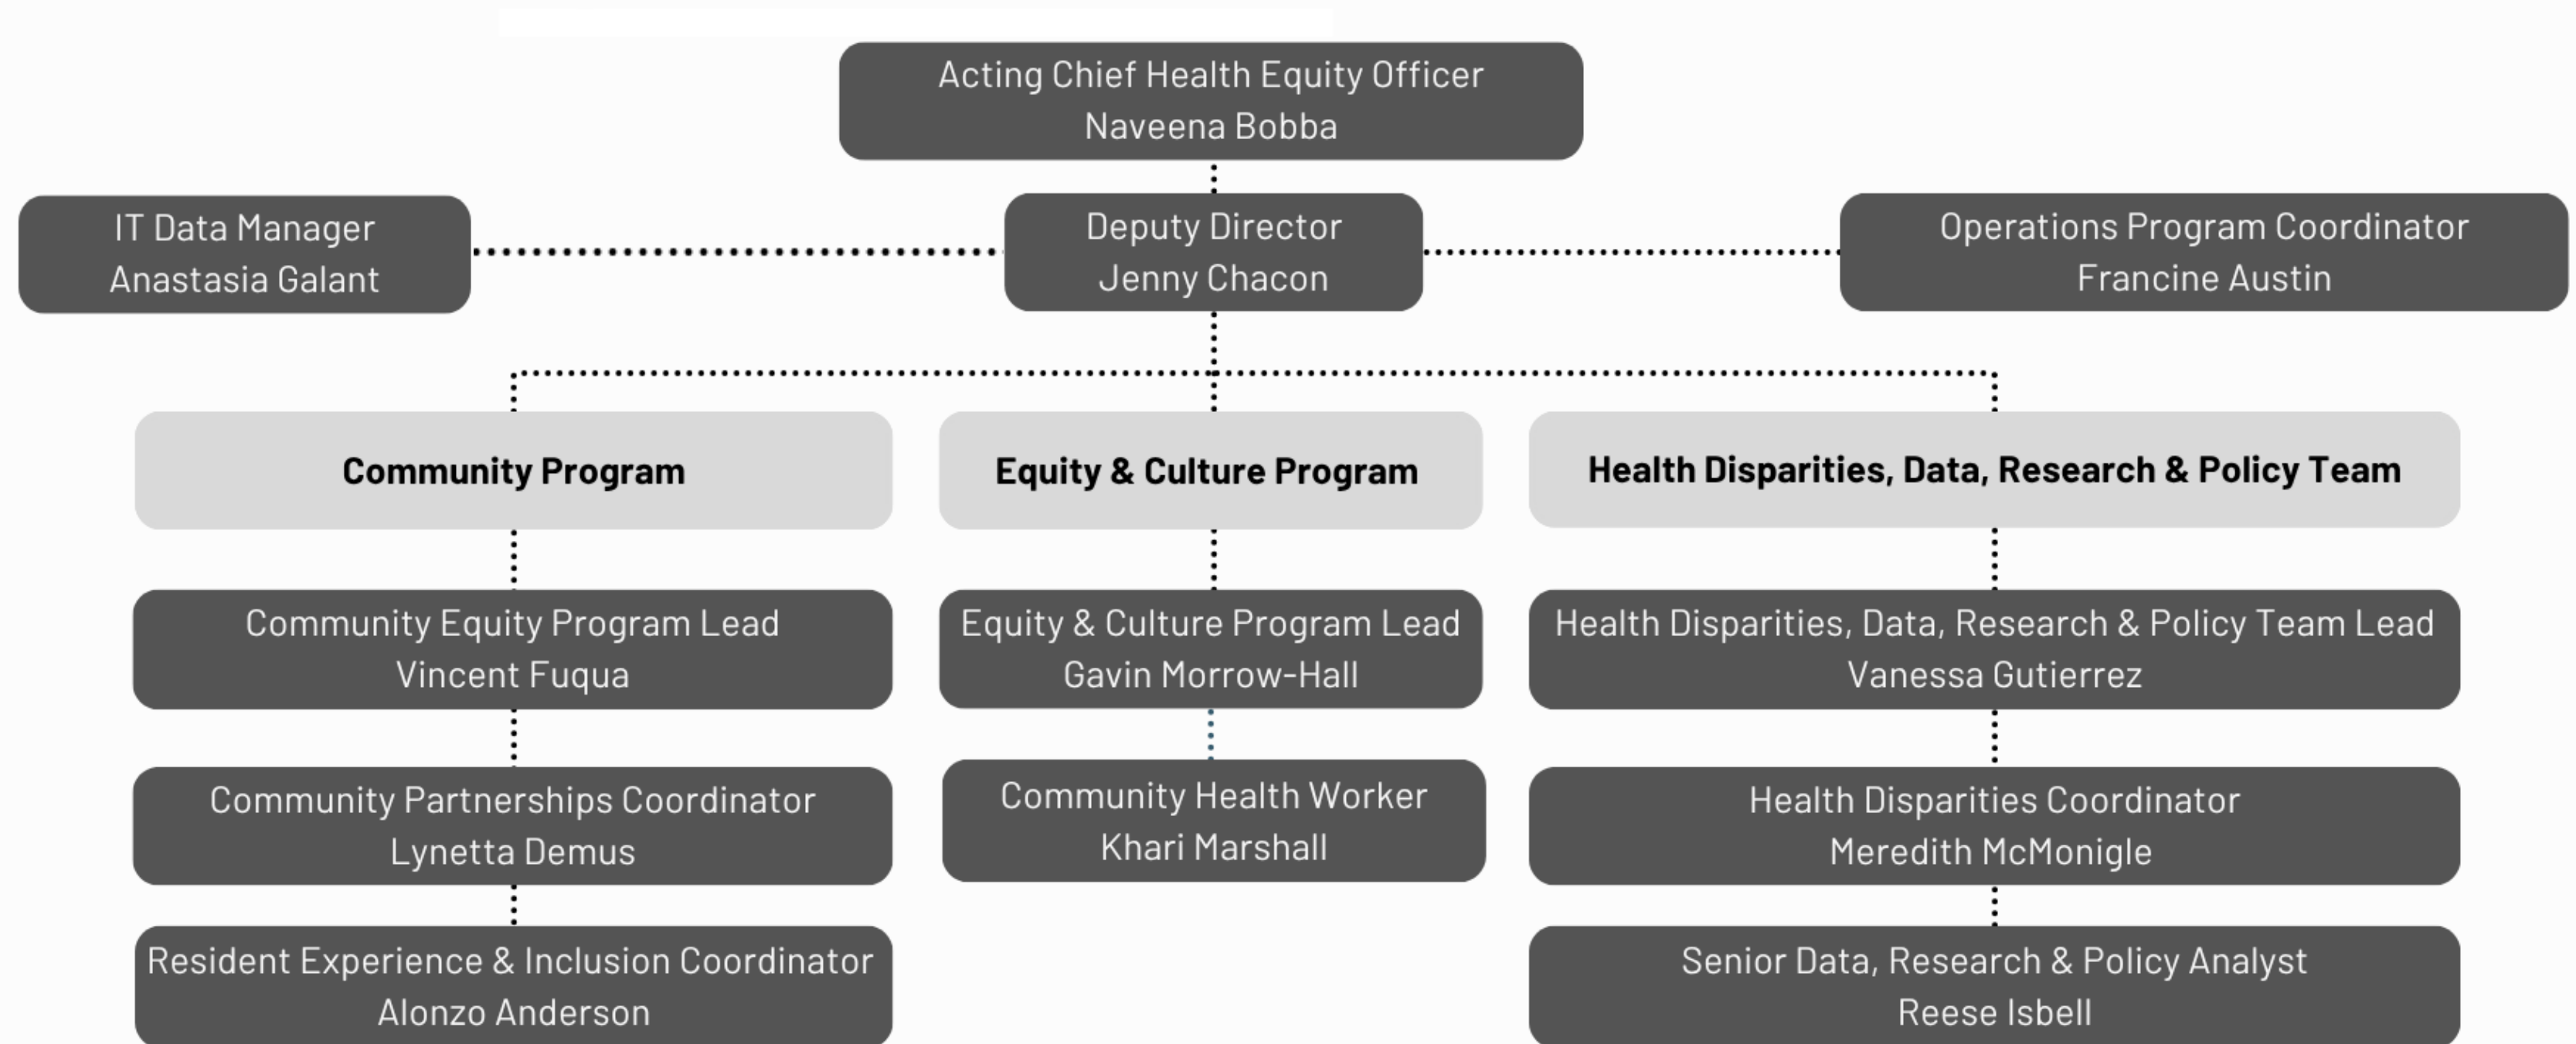 Acting Chief Health Equity Officer
Naveena Bobba
IT Data Manager
Anastasia Galant
Deputy Director
Jenny Chacon
Operations Program Coordinator
Francine Austin
Community Program
Equity & Culture Program
Health Disparities, Data, Research & Policy Team
Community Equity Program Lead
Vincent Fuqua
Equity & Culture Program Lead
Gavin Morrow-Hall
Health Disparities, Data, Research & Policy Team Lead
Vanessa Gutierrez
Community Partnerships Coordinator
Lynetta Demus
Community Health Worker
Khari Marshall
Health Disparities Coordinator
Meredith McMonigle
Resident Experience & Inclusion Coordinator
Alonzo Anderson
Senior Data, Research & Policy Analyst
Reese Isbell